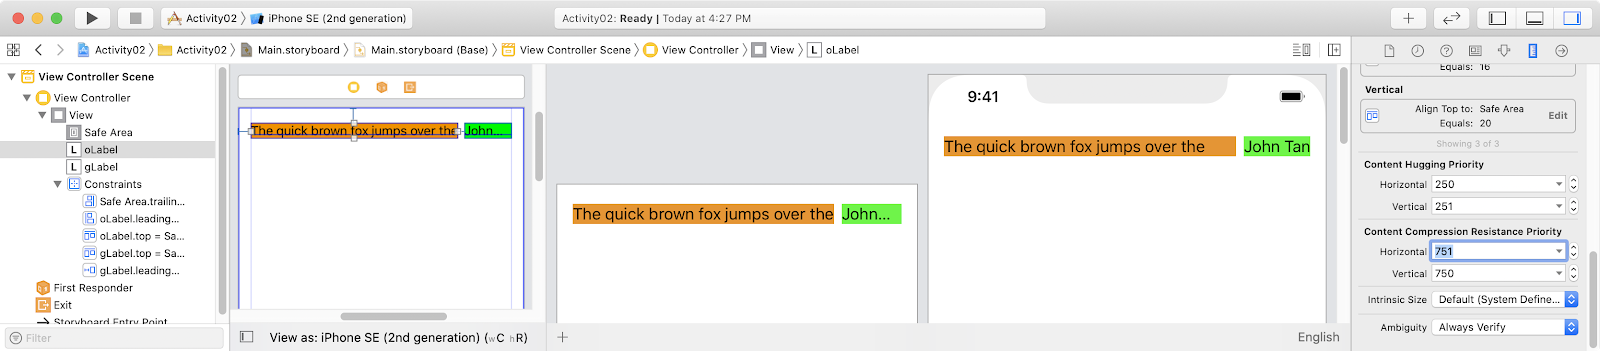 Activity02 〉 iPhone SE (2nd generation)
Activity02: Ready | Today at 4:27 PM
Activity02 〉 Activity02 〉 Main.storyboard 〉 Main.storyboard (Base) 〉 View Controller Scene 〉 View Controller 〉 View 〉 L oLabel
View Controller Scene
View Controller
View
Safe Area
L oLabel
L gLabel
Constraints
Safe Area.trailin...
oLabel.leading...
oLabel.top = Sa...
gLabel.top = Sa...
gLabel.leading...
First Responder
Exit
Storyboard Entry Point
Filter
The quick brown fox jumps over the
John...
View as: iPhone SE (2nd generation) (wC hR)
The quick brown fox jumps over the
John...
9:41
The quick brown fox jumps over the
John Tan
English
Equals: 16
Vertical
Align Top to: Safe Area
Equals: 20
Edit
Showing 3 of 3
Content Hugging Priority
Horizontal 250
Vertical 251
Content Compression Resistance Priority
Horizontal 751
Vertical 750
Intrinsic Size Default (System Define...
Ambiguity Always Verify